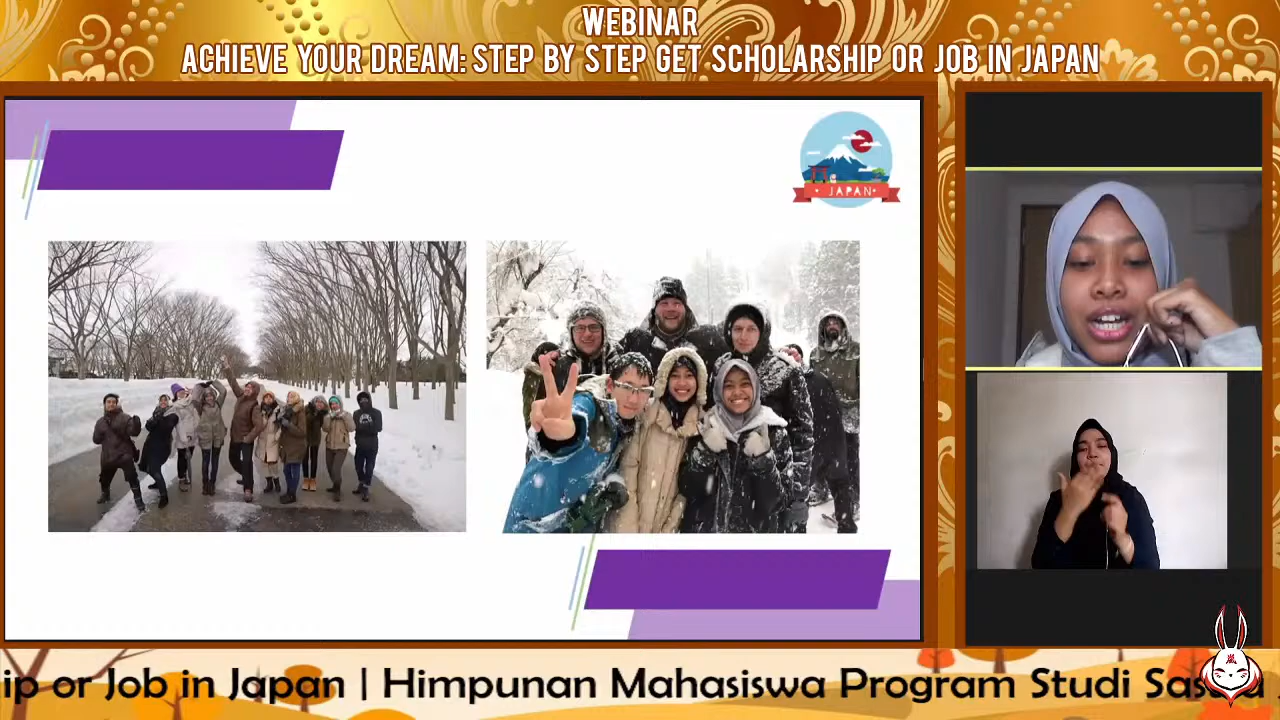 WEBINAR
ACHIEVE YOUR DREAM: STEP BY STEP GET SCHOLARSHIP OR JOB IN JAPAN
• JAPAN •
ip or Job in Japan | Himpunan Mahasiswa Program Studi